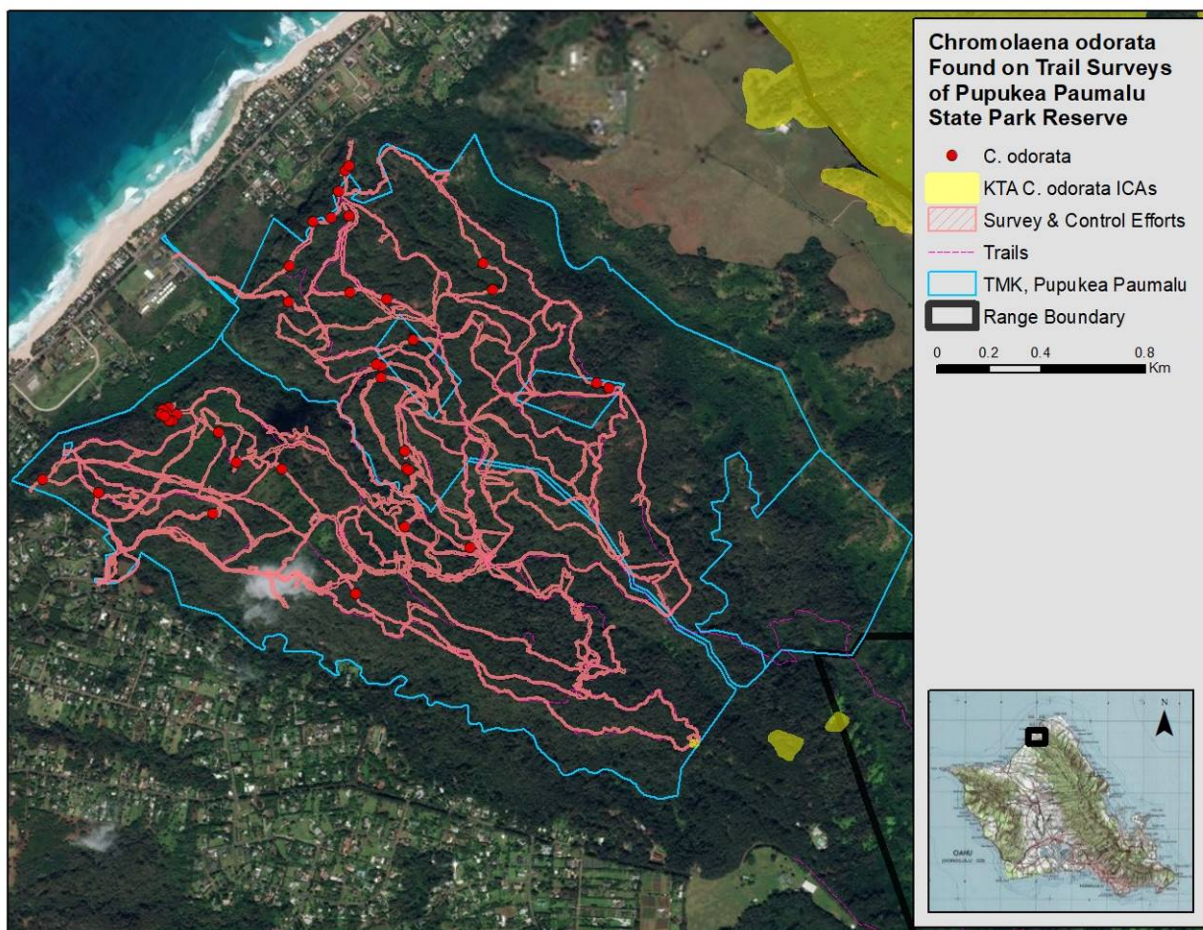 Chromolaena odorata
Found on Trail Surveys
of Pupukea Paumalu
State Park Reserve
C. odorata
KTA C. odorata ICAs
Survey & Control Efforts
Trails
TMK, Pupukea Paumalu
Range Boundary
0 0.2 0.4 0.8
Km
N
OAHU